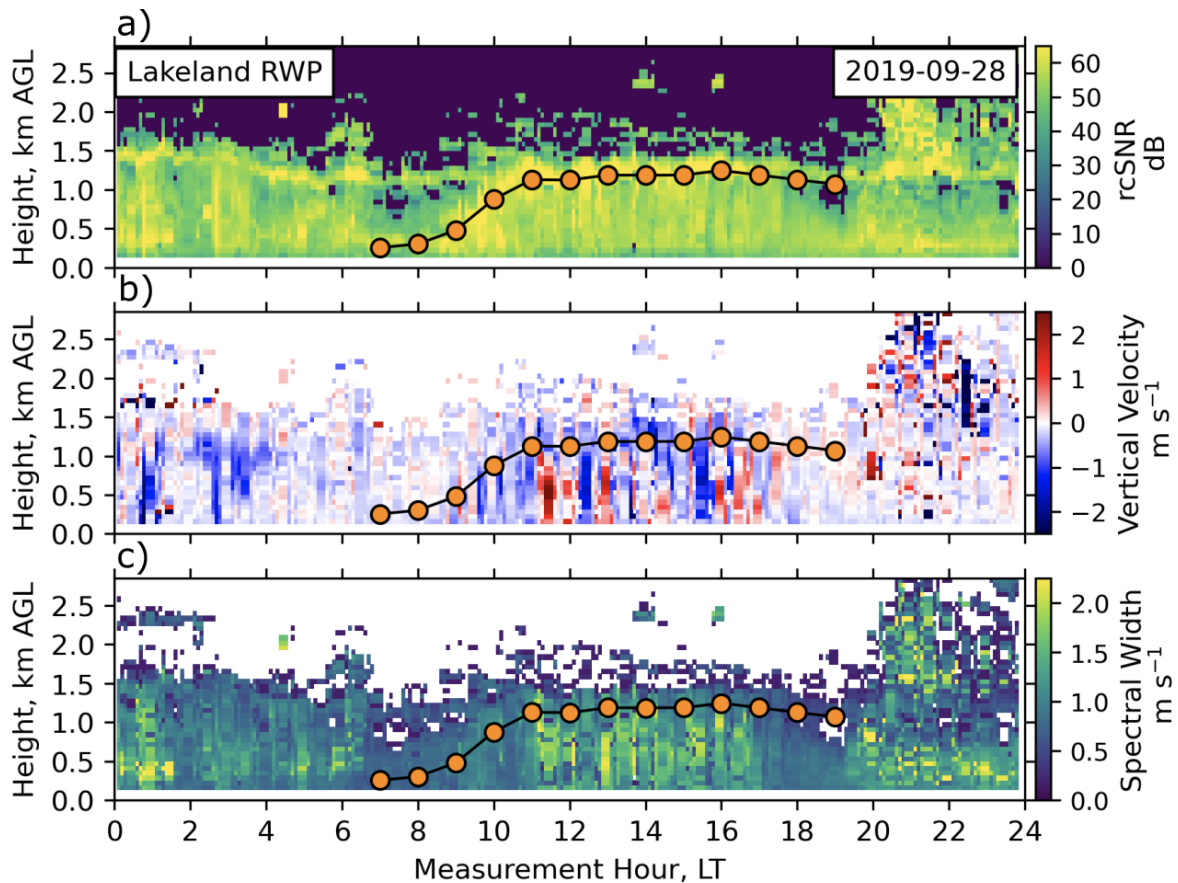 a)
Lakeland RWP
2019-09-28
2.5
2.0
1.5
1.0
0.5
0.0
Height, km AGL
60
50
40
30
20
10
0
rcSNR
dB
b)
2.5
2.0
1.5
1.0
0.5
0.0
Height, km AGL
2
1
0
−1
−2
Vertical Velocity
m s⁻¹
c)
2.5
2.0
1.5
1.0
0.5
0.0
Height, km AGL
2.0
1.5
1.0
0.5
0.0
Spectral Width
m s⁻¹
0 2 4 6 8 10 12 14 16 18 20 22 24
Measurement Hour, LT